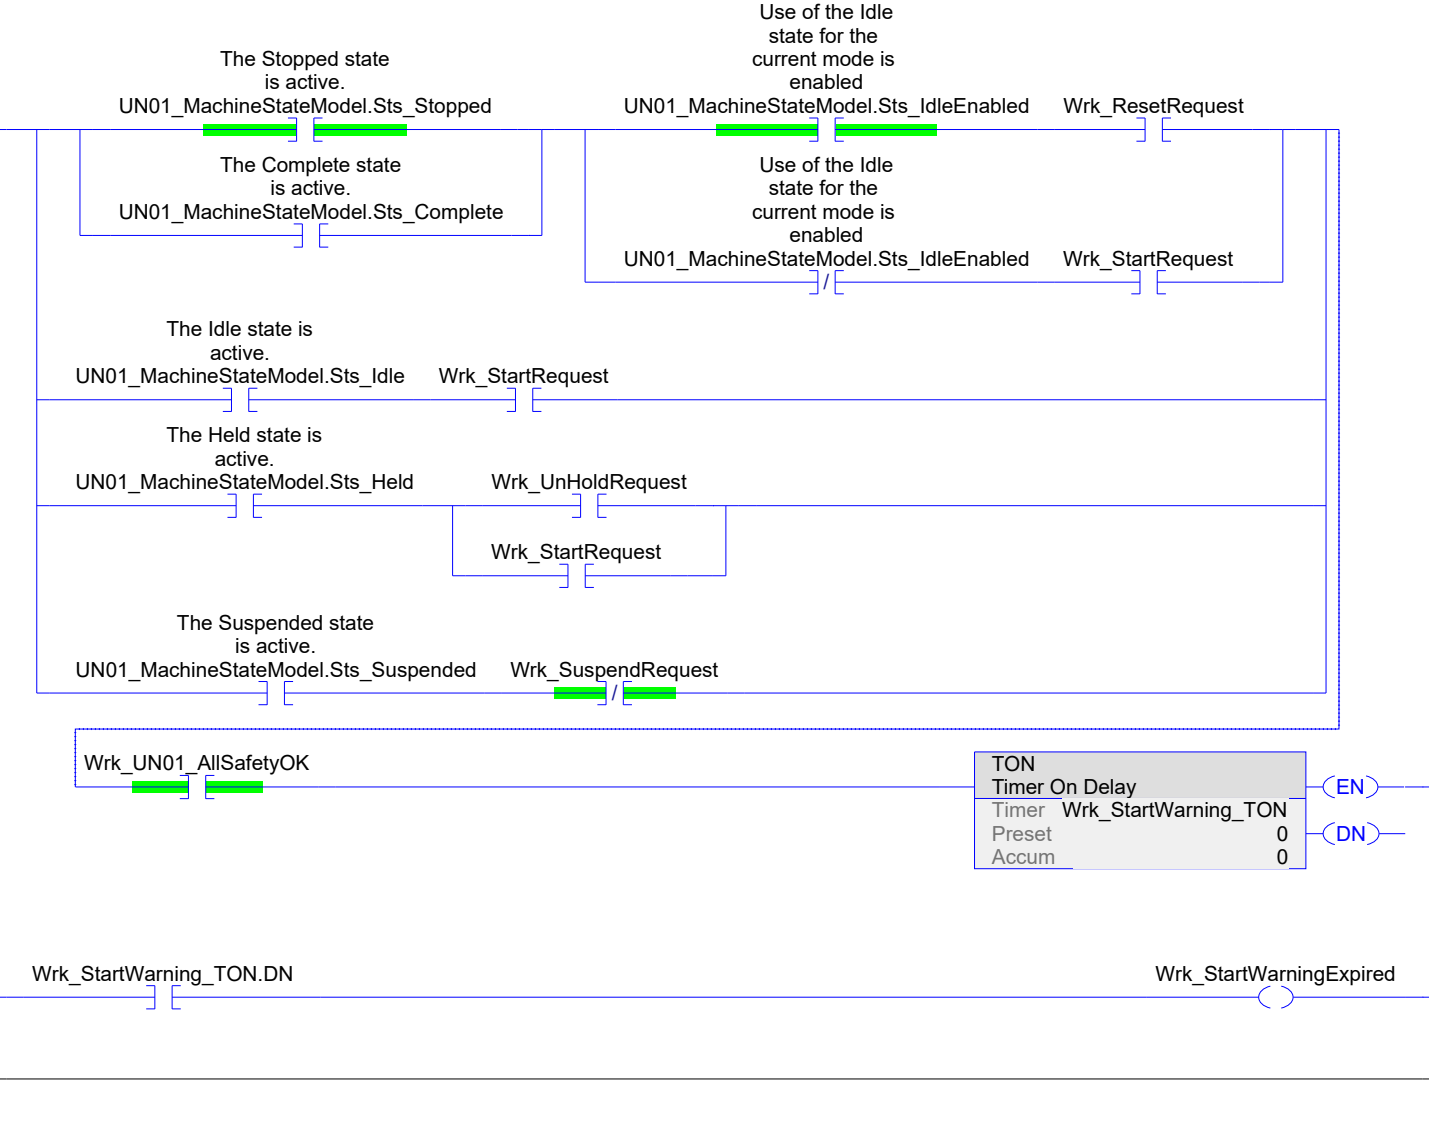 The Stopped state
is active.
UN01_MachineStateModel.Sts_Stopped
Use of the Idle
state for the
current mode is
enabled
UN01_MachineStateModel.Sts_IdleEnabled
Wrk_ResetRequest
The Complete state
is active.
UN01_MachineStateModel.Sts_Complete
Use of the Idle
state for the
current mode is
enabled
UN01_MachineStateModel.Sts_IdleEnabled
Wrk_StartRequest
/
The Idle state is
active.
UN01_MachineStateModel.Sts_Idle
Wrk_StartRequest
The Held state is
active.
UN01_MachineStateModel.Sts_Held
Wrk_UnHoldRequest
Wrk_StartRequest
The Suspended state
is active.
UN01_MachineStateModel.Sts_Suspended
Wrk_SuspendRequest
/
Wrk_UN01_AllSafetyOK
TON
Timer On Delay
Timer Wrk_StartWarning_TON
Preset 0
Accum 0
EN
DN
Wrk_StartWarning_TON.DN
Wrk_StartWarningExpired